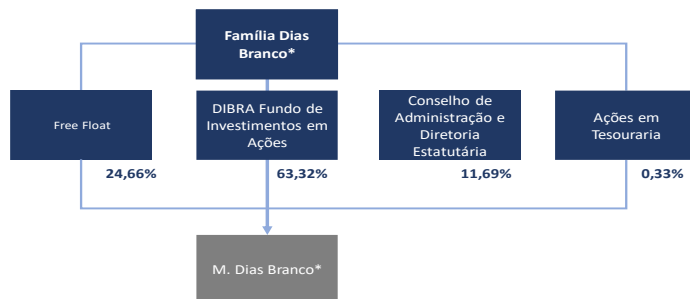 Família Dias
Branco*
Free Float
DIBRA Fundo de
Investimentos em
Ações
Conselho de
Administração e
Diretoria
Estatutária
Ações em
Tesouraria
24,66%
63,32%
11,69%
0,33%
M. Dias Branco*